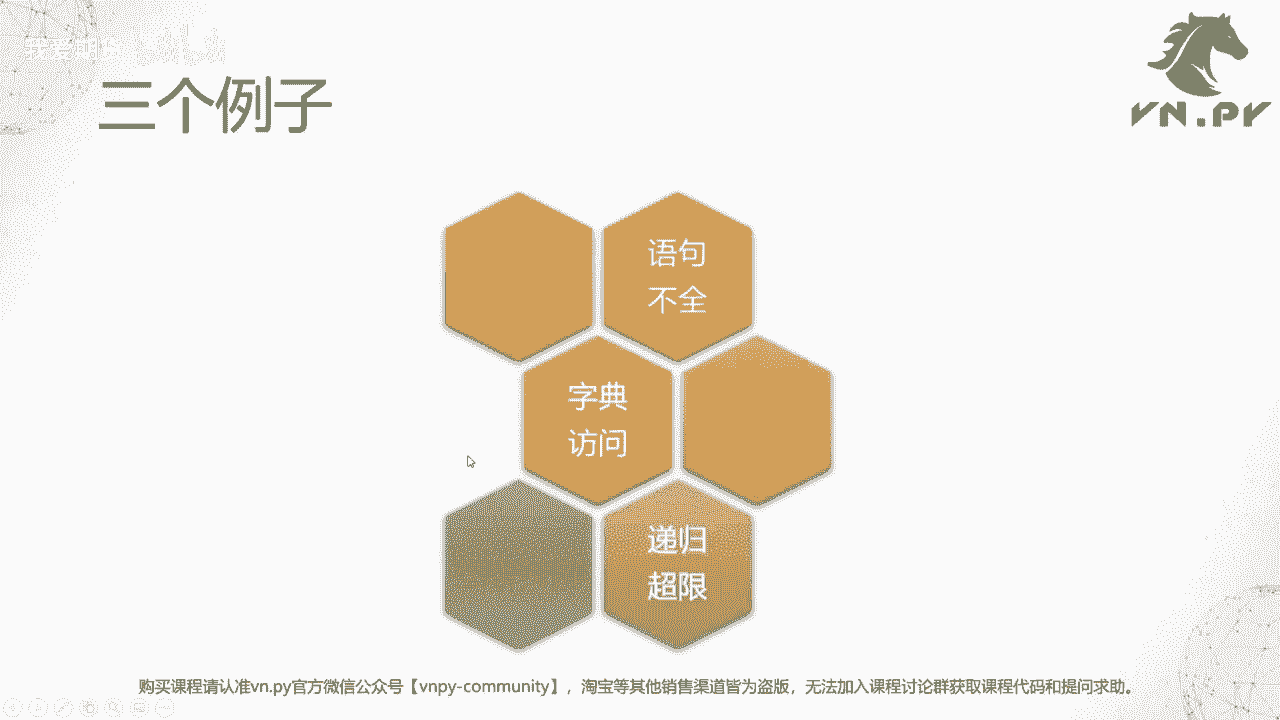 三个例子
VN.PY
语句
不全
字典
访问
递归
超限
购买课程请认准vn.py官方微信公众号【vnpy-community】，淘宝等其他销售渠道皆为盗版，无法加入课程讨论群获取课程代码和提问求助。